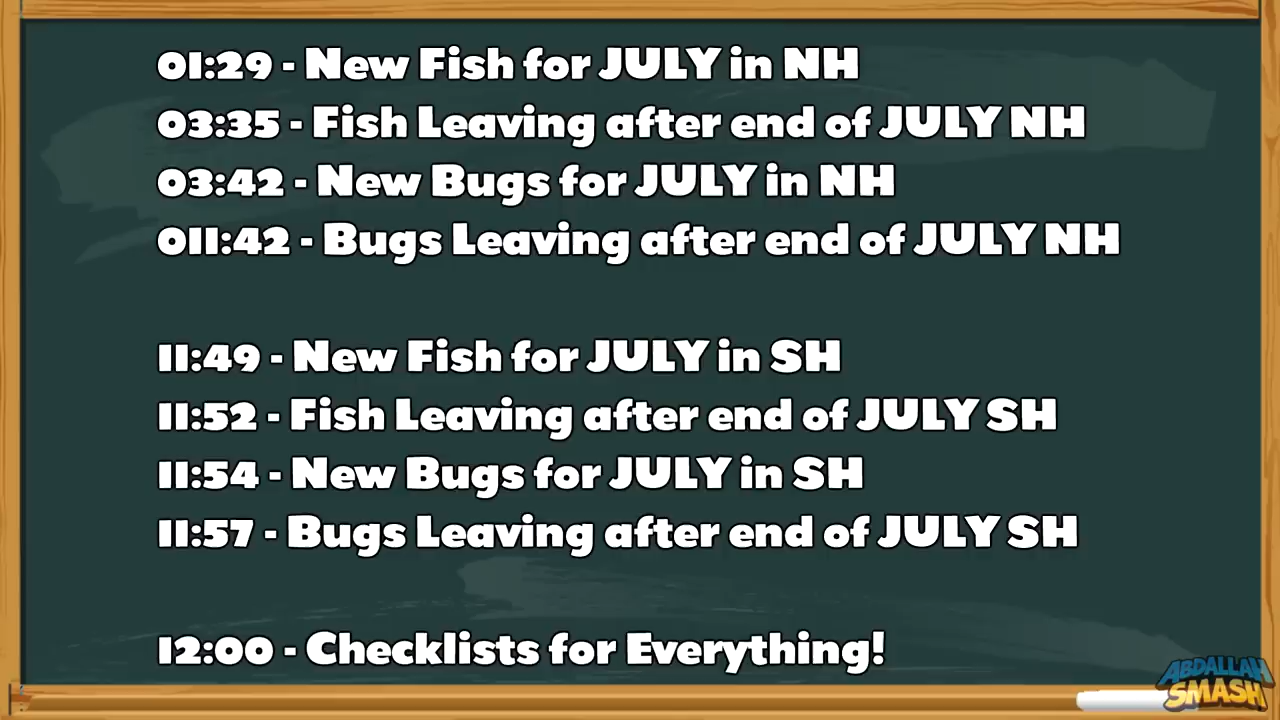 01:29 - New Fish for JULY in NH
03:35 - Fish Leaving after end of JULY NH
03:42 - New Bugs for JULY in NH
011:42 - Bugs Leaving after end of JULY NH
11:49 - New Fish for JULY in SH
11:52 - Fish Leaving after end of JULY SH
11:54 - New Bugs for JULY in SH
11:57 - Bugs Leaving after end of JULY SH
12:00 - Checklists for Everything!
ABDALLAH
SMASH